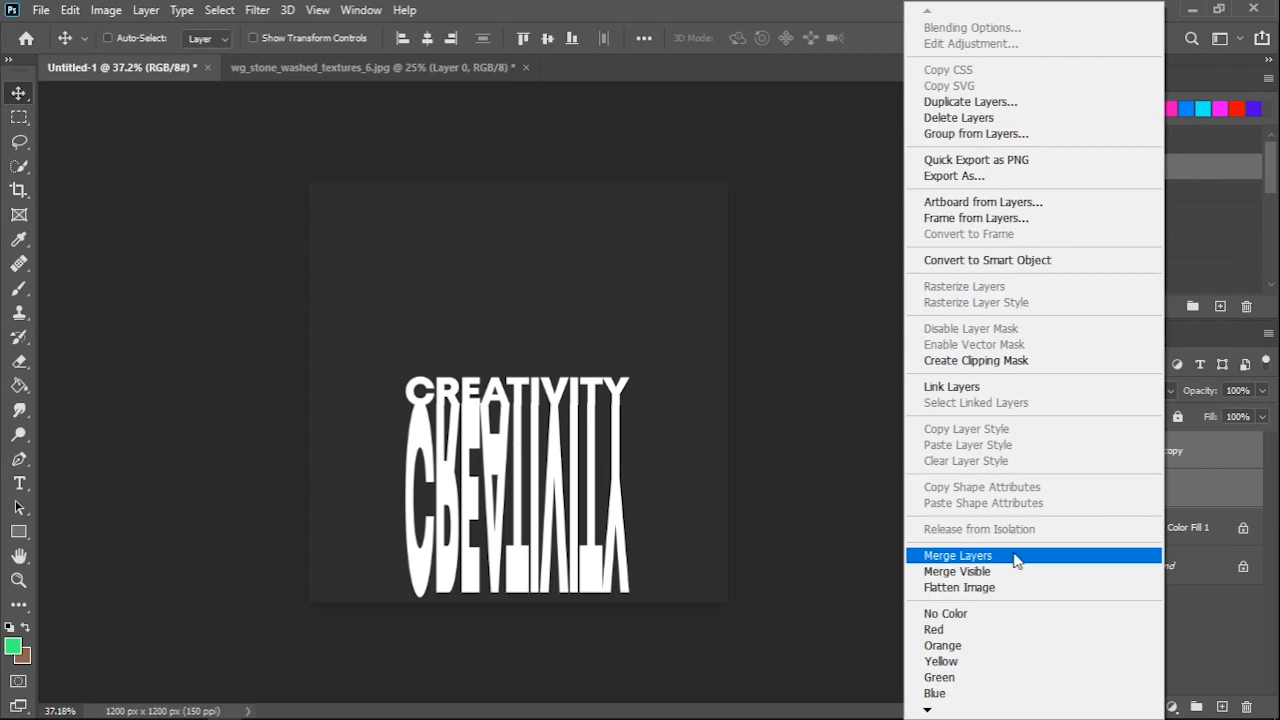 Ps File Edit Image Layer Type Select Filter 3D View Window Help
Auto-Select: Layer Transform Controls ••• 3D Mode:
Untitled-1 @ 37.2% (RGB/8#) * × wg_stone_washed_textures_6.jpg @ 25% (Layer 0, RGB/8) * ×
Blending Options...
Edit Adjustment...
Copy CSS
Copy SVG
Duplicate Layers...
Delete Layers
Group from Layers...
Quick Export as PNG
Export As...
Artboard from Layers...
Frame from Layers...
Convert to Frame
Convert to Smart Object
Rasterize Layers
Rasterize Layer Style
Disable Layer Mask
Enable Vector Mask
Create Clipping Mask
Link Layers
Select Linked Layers
Copy Layer Style
Paste Layer Style
Clear Layer Style
Copy Shape Attributes
Paste Shape Attributes
Release from Isolation
Merge Layers
Merge Visible
Flatten Image
No Color
Red
Orange
Yellow
Green
Blue
Opacity: 100%
Fill: 100%
Color Fill 1
CREATIVITY
CREATIVITY
37.18% 1200 px x 1200 px (150 ppi)